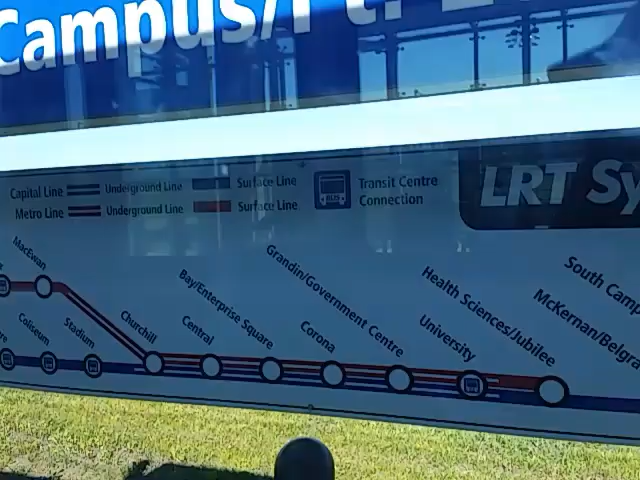 Campus/
Capital Line Underground Line Surface Line
Metro Line Underground Line Surface Line
BUS
Transit Centre
Connection
LRT Sy
MacEwan
Coliseum
Stadium
Churchill
Central
Bay/Enterprise Square
Corona
Grandin/Government Centre
University
Health Sciences/Jubilee
McKernan/Belgra
South Camp